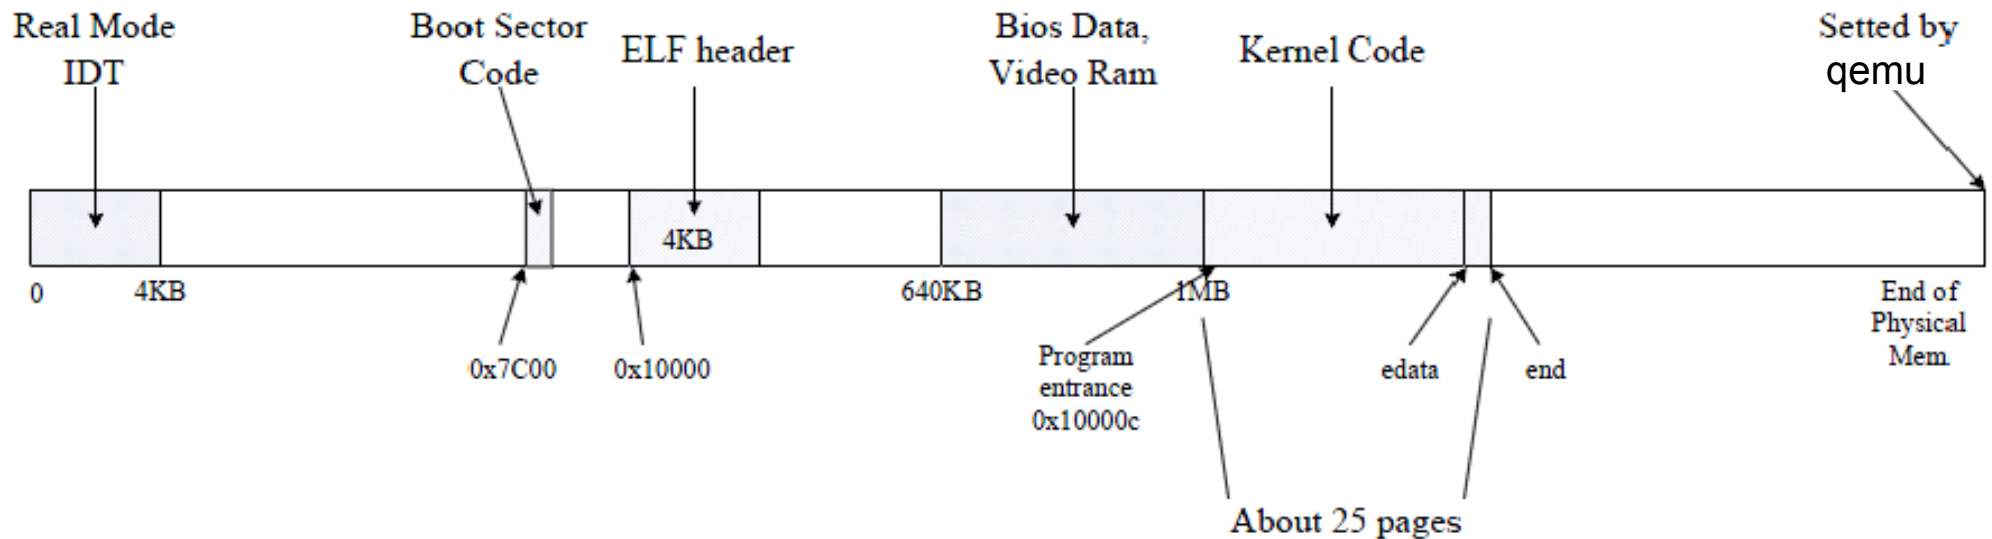 Real Mode
IDT
Boot Sector
Code
ELF header
Bios Data,
Video Ram
Kernel Code
Setted by
qemu
4KB
0
4KB
640KB
1MB
End of
Physical
Mem
0x7C00
0x10000
Program
entrance
0x10000c
edata
end
About 25 pages